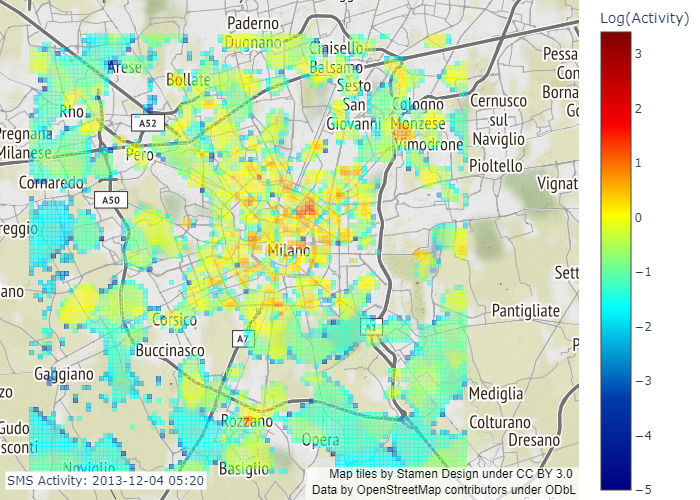 Log(Activity)
3
2
1
0
−1
−2
−3
−4
−5
Paderno
Dugnano
Cinisello
Balsamo
Arese
Bollate
Sesto
San
Giovanni
Cologno
Monzese
Cernusco
sul
Naviglio
Pessa
Con
Borna
Go
Rho
A52
Vimodrone
Pregnana
Milanese
Pero
Pioltello
Cornaredo
Vignat
A50
reggio
Milano
Sett
ano
Pantigliate
Corsico
A7
A1
Buccinasco
P
Gaggiano
Mediglia
zo
Rozzano
Colturano
Gudo
sconti
Opera
Dresano
Noviglio
Basiglio
SMS Activity: 2013-12-04 05:20
Map tiles by Stamen Design under CC BY 3.0
Data by OpenStreetMap contributors under ODbL